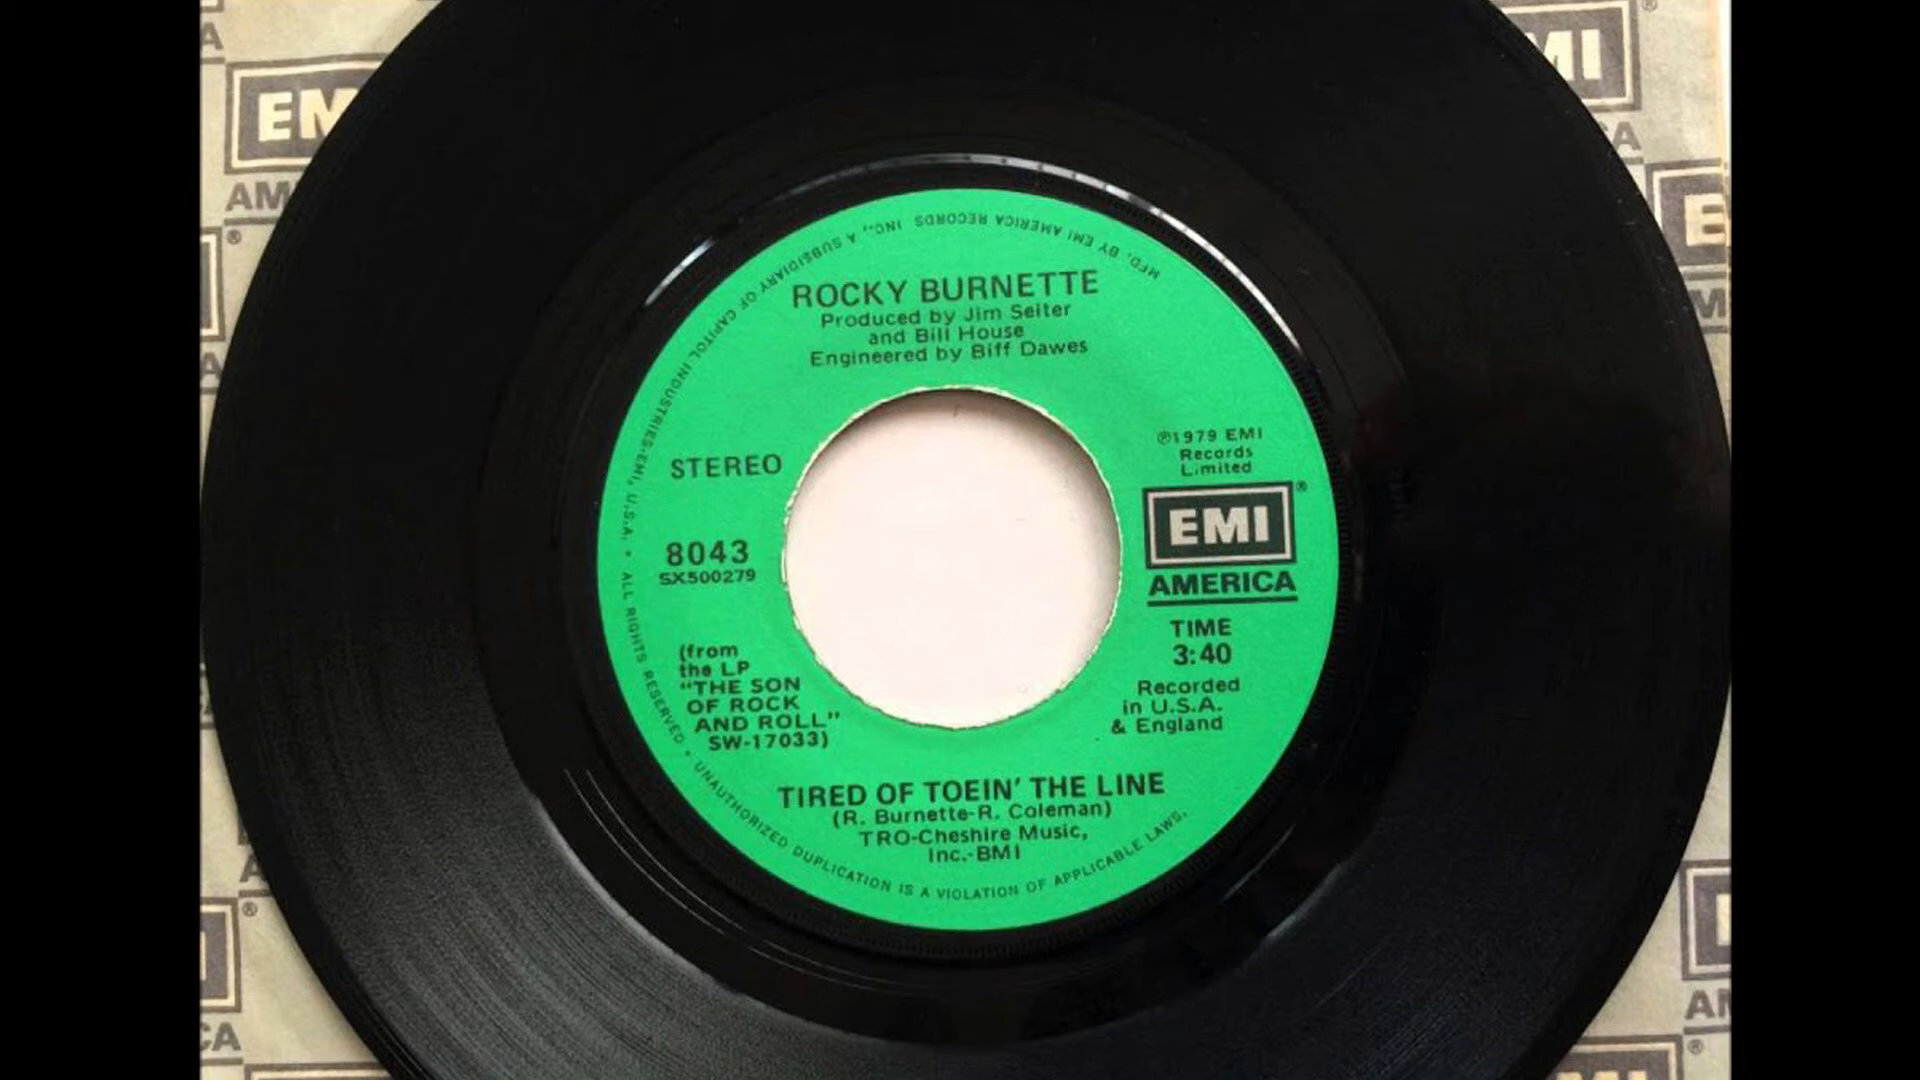 MFD. BY EMI AMERICA RECORDS, INC., A SUBSIDIARY OF CAPITOL INDUSTRIES-EMI, U.S.A. • ALL RIGHTS RESERVED • UNAUTHORIZED DUPLICATION IS A VIOLATION OF APPLICABLE LAWS.
ROCKY BURNETTE
Produced by Jim Seiter
and Bill House
Engineered by Biff Dawes
STEREO
8043
SX500279
℗1979 EMI
Records
Limited
EMI®
AMERICA
TIME
3:40
Recorded
in U.S.A.
& England
(from
the LP
"THE SON
OF ROCK
AND ROLL"
SW-17033)
TIRED OF TOEIN' THE LINE
(R. Burnette-R. Coleman)
TRO-Cheshire Music,
Inc.-BMI
EMI